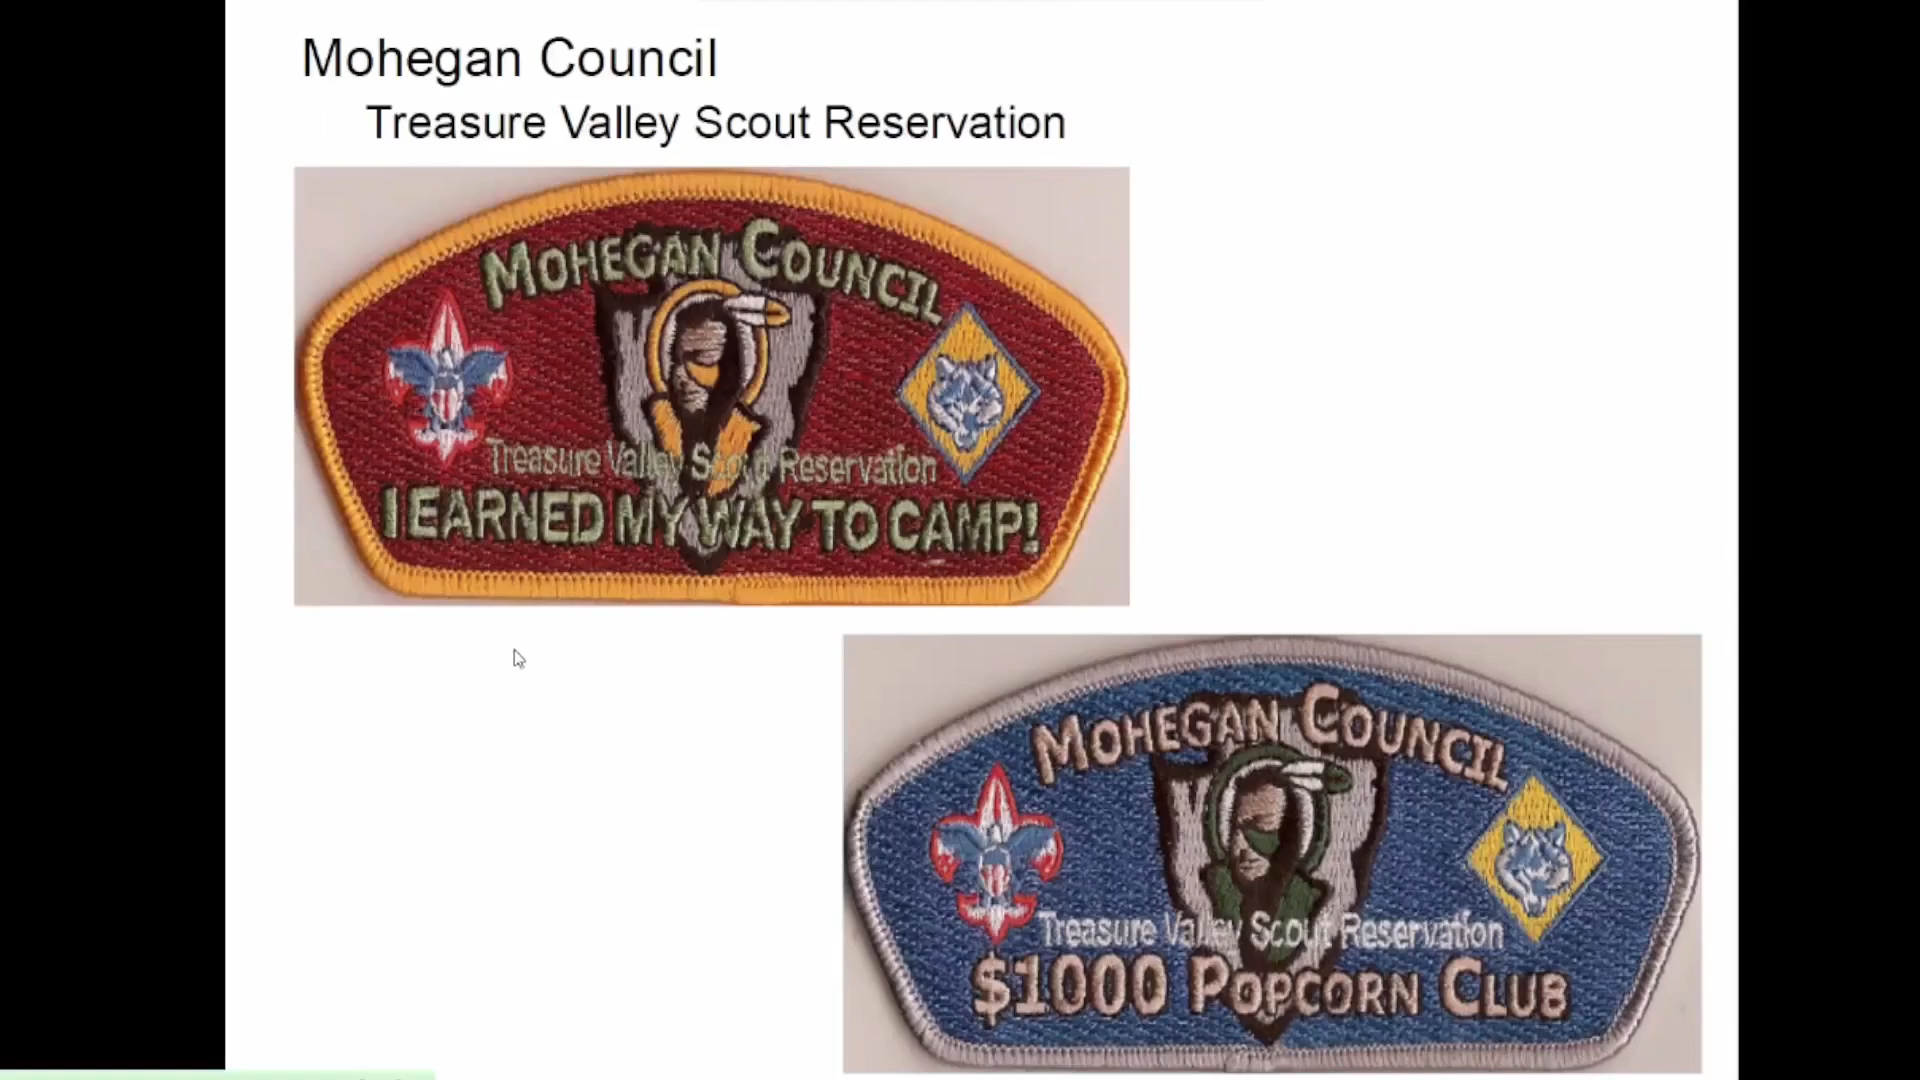 Mohegan Council
Treasure Valley Scout Reservation
MOHEGAN COUNCIL
Treasure Valley Scout Reservation
I EARNED MY WAY TO CAMP!
MOHEGAN COUNCIL
Treasure Valley Scout Reservation
$1000 POPCORN CLUB